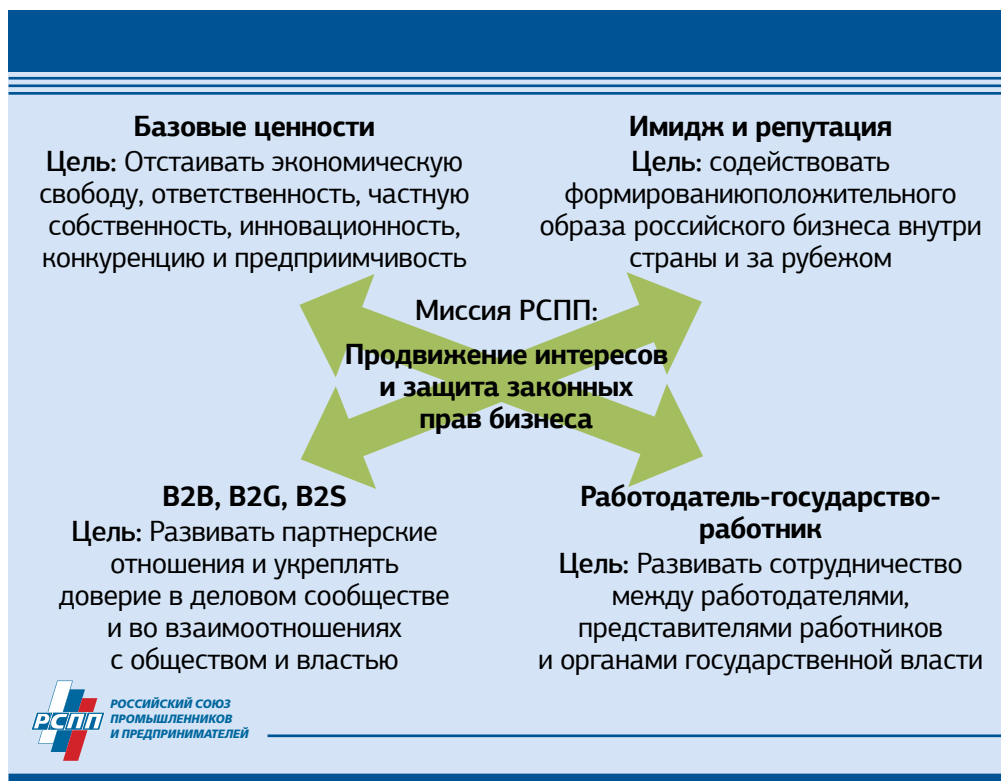 Базовые ценности
Цель: Отстаивать экономическую
свободу, ответственность, частную
собственность, инновационность,
конкуренцию и предприимчивость
Имидж и репутация
Цель: содействовать
формированиюположительного
образа российского бизнеса внутри
страны и за рубежом
Миссия РСПП:
Продвижение интересов
и защита законных
прав бизнеса
B2B, B2G, B2S
Цель: Развивать партнерские
отношения и укреплять
доверие в деловом сообществе
и во взаимоотношениях
с обществом и властью
Работодатель-государство-
работник
Цель: Развивать сотрудничество
между работодателями,
представителями работников
и органами государственной власти
РСПП
РОССИЙСКИЙ СОЮЗ
ПРОМЫШЛЕННИКОВ
И ПРЕДПРИНИМАТЕЛЕЙ